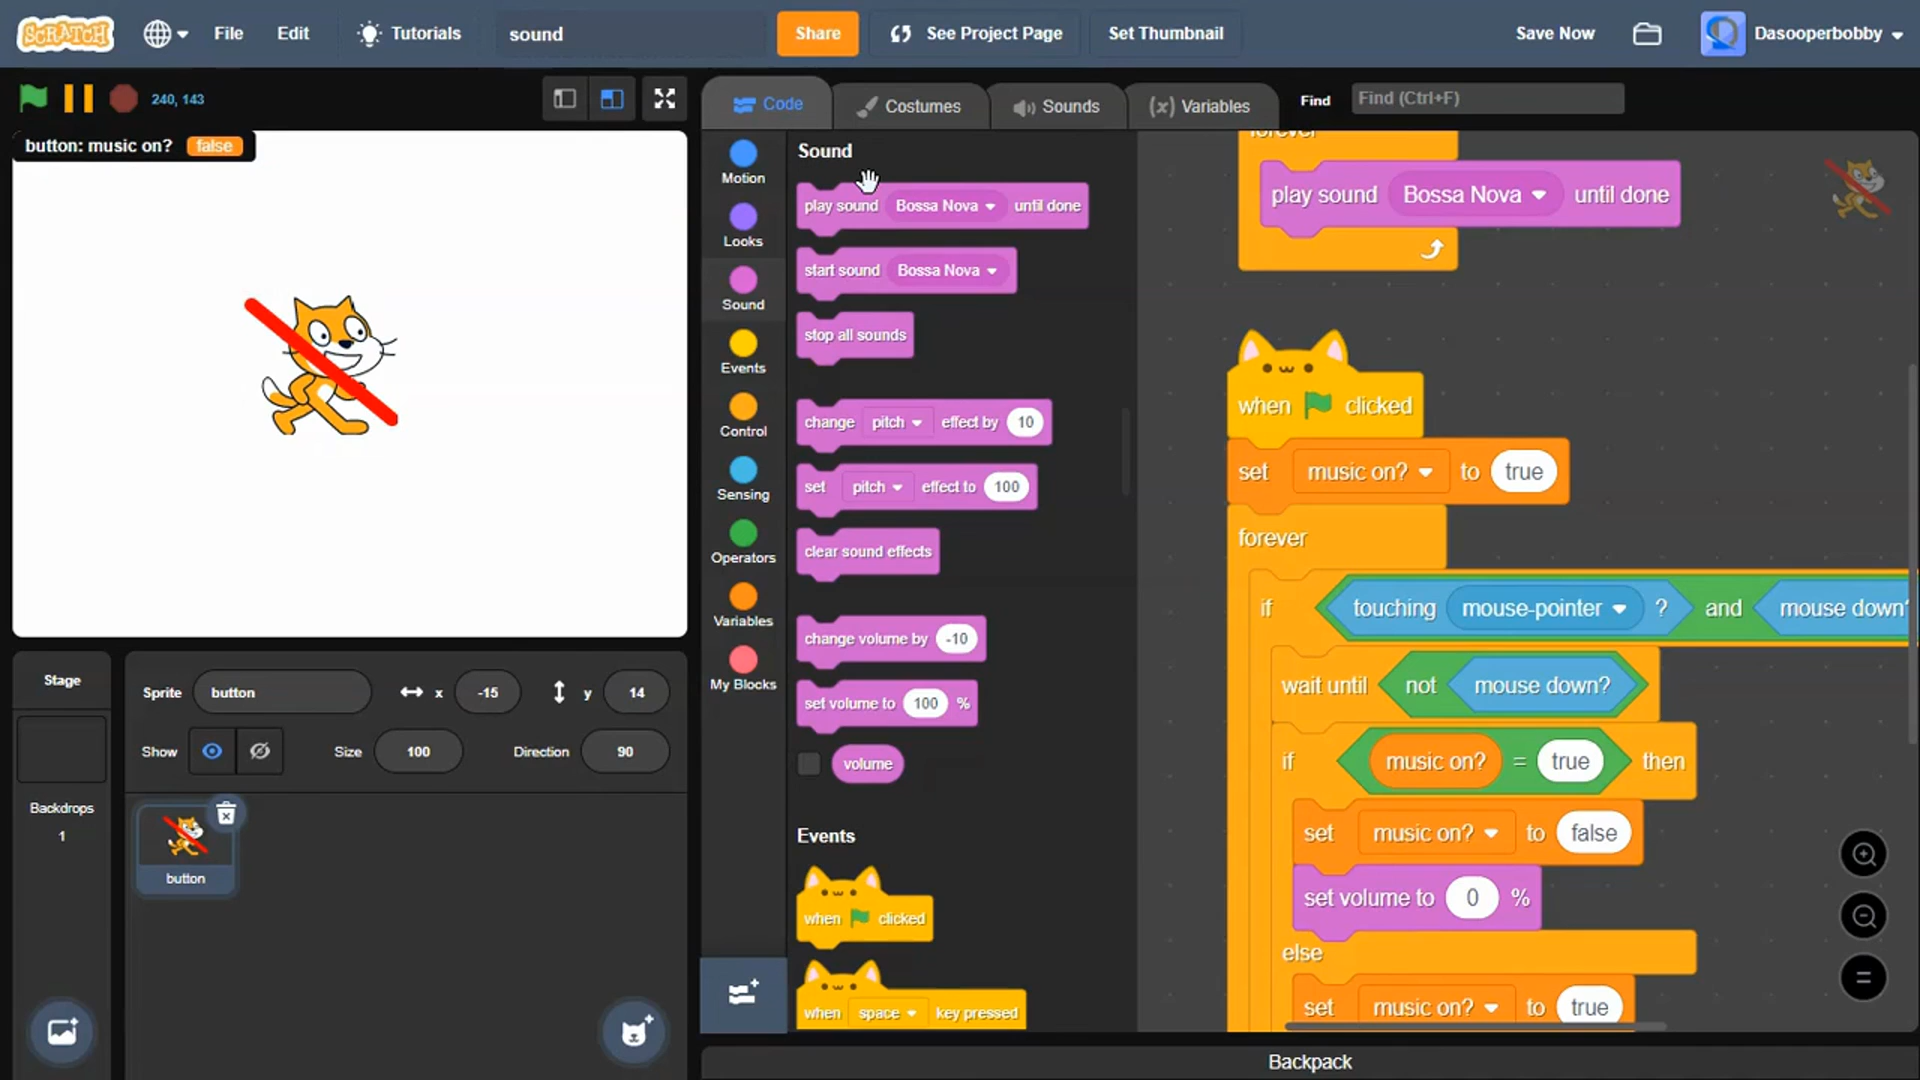 SCRATCH File Edit Tutorials sound Share See Project Page Set Thumbnail Save Now Dasooperbobby
240, 143
Code Costumes Sounds (x) Variables Find Find (Ctrl+F)
button: music on? false
Motion
Looks
Sound
Events
Control
Sensing
Operators
Variables
My Blocks
Sound
play sound Bossa Nova until done
start sound Bossa Nova
stop all sounds
change pitch effect by 10
set pitch effect to 100
clear sound effects
change volume by -10
set volume to 100 %
volume
Events
when clicked
when space key pressed
forever
play sound Bossa Nova until done
when clicked
set music on? to true
forever
if touching mouse-pointer ? and mouse down?
wait until not mouse down?
if music on? = true then
set music on? to false
set volume to 0 %
else
set music on? to true
Stage
Backdrops
1
Sprite button x -15 y 14
Show Size 100 Direction 90
button
Backpack